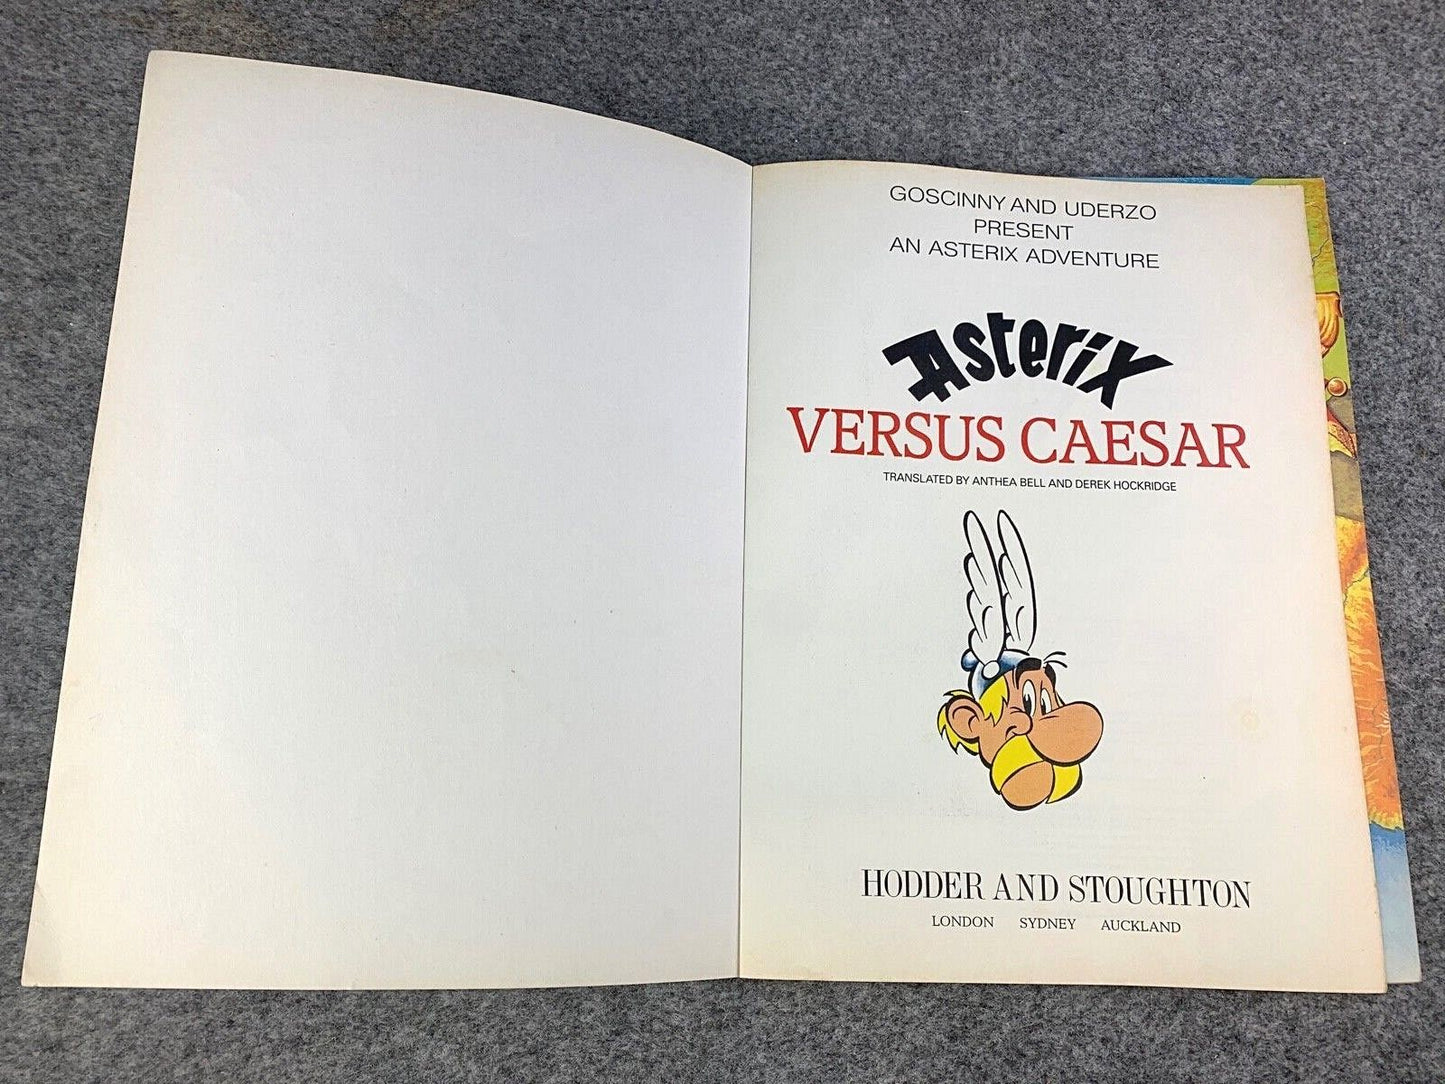 GOSCINNY AND UDERZO
PRESENT
AN ASTERIX ADVENTURE
Asterix
VERSUS CAESAR
TRANSLATED BY ANTHEA BELL AND DEREK HOCKRIDGE
HODDER AND STOUGHTON
LONDON SYDNEY AUCKLAND